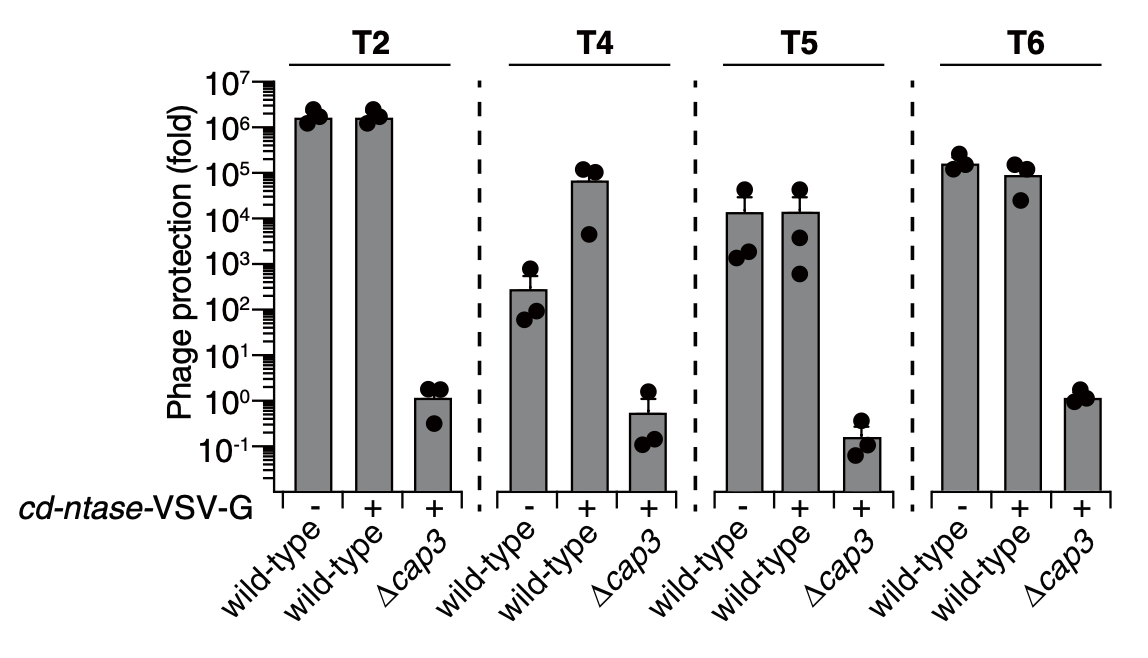 T2 T4 T5 T6
Phage protection (fold)
10⁷
10⁶
10⁵
10⁴
10³
10²
10¹
10⁰
10⁻¹
cd-ntase-VSV-G - + + - + + - + + - + +
wild-type wild-type Δcap3 wild-type wild-type Δcap3 wild-type wild-type Δcap3 wild-type wild-type Δcap3